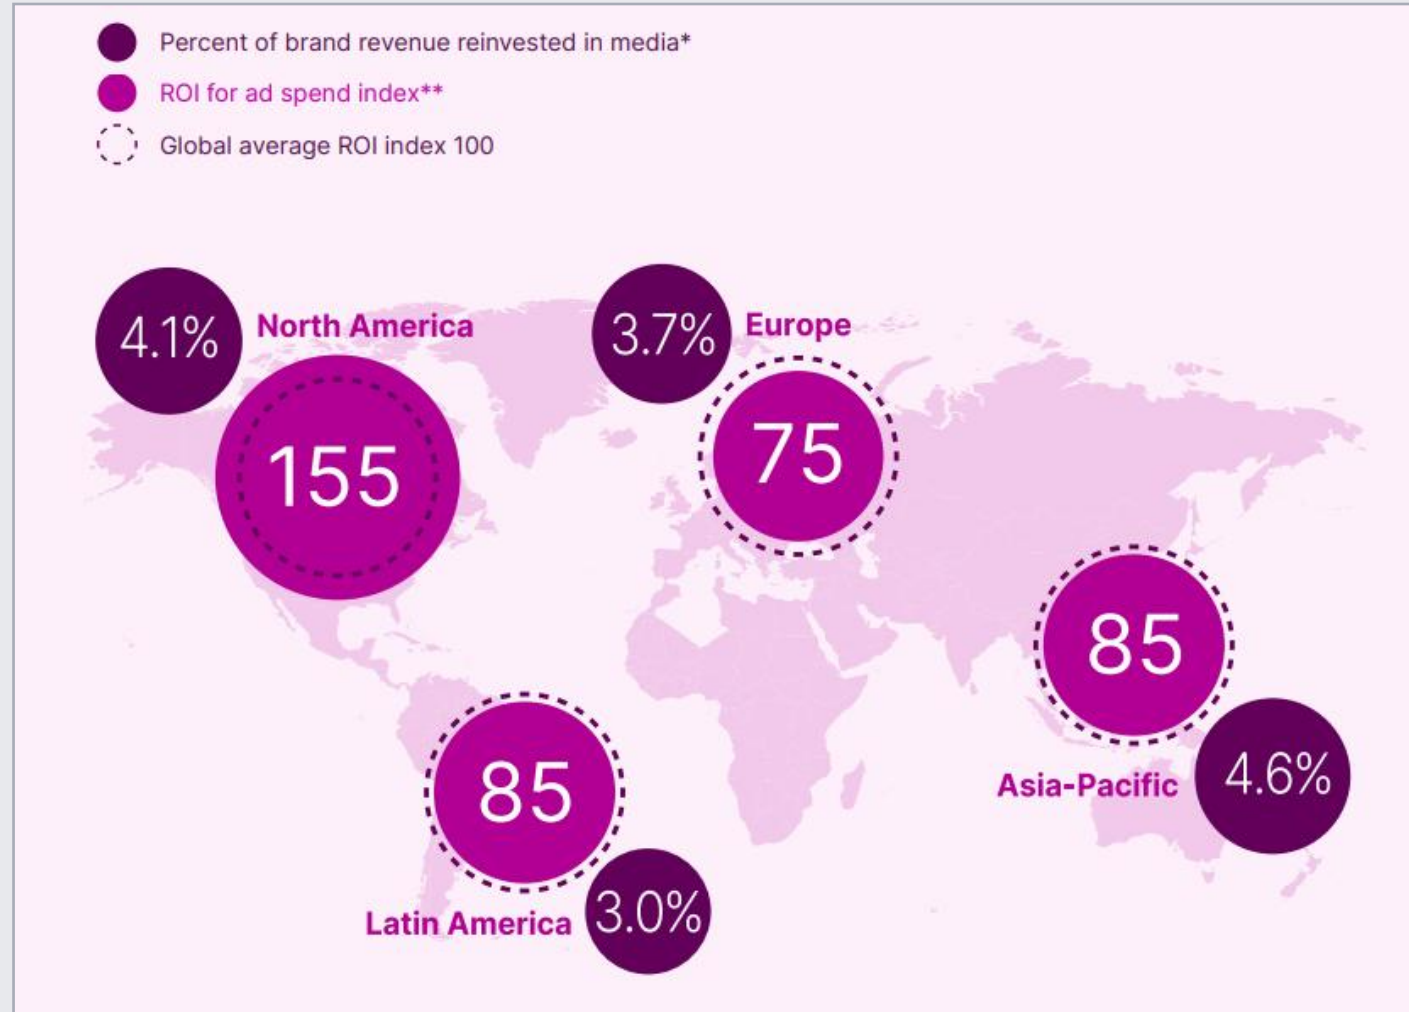 Percent of brand revenue reinvested in media*
ROI for ad spend index**
Global average ROI index 100
4.1%
North America
155
3.7%
Europe
75
85
Asia-Pacific
4.6%
85
Latin America
3.0%